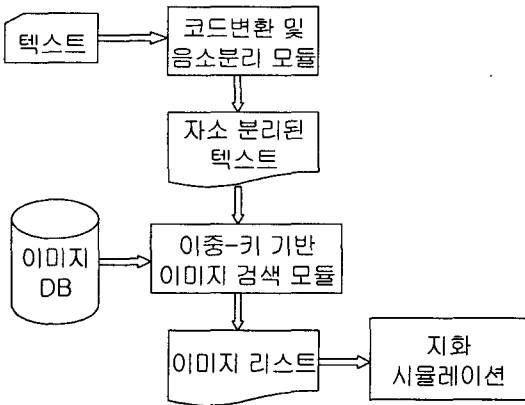 텍스트
코드변환 및
음소분리 모듈
자소 분리된
텍스트
이미지
DB
이중-키 기반
이미지 검색 모듈
이미지 리스트
지화
시뮬레이션